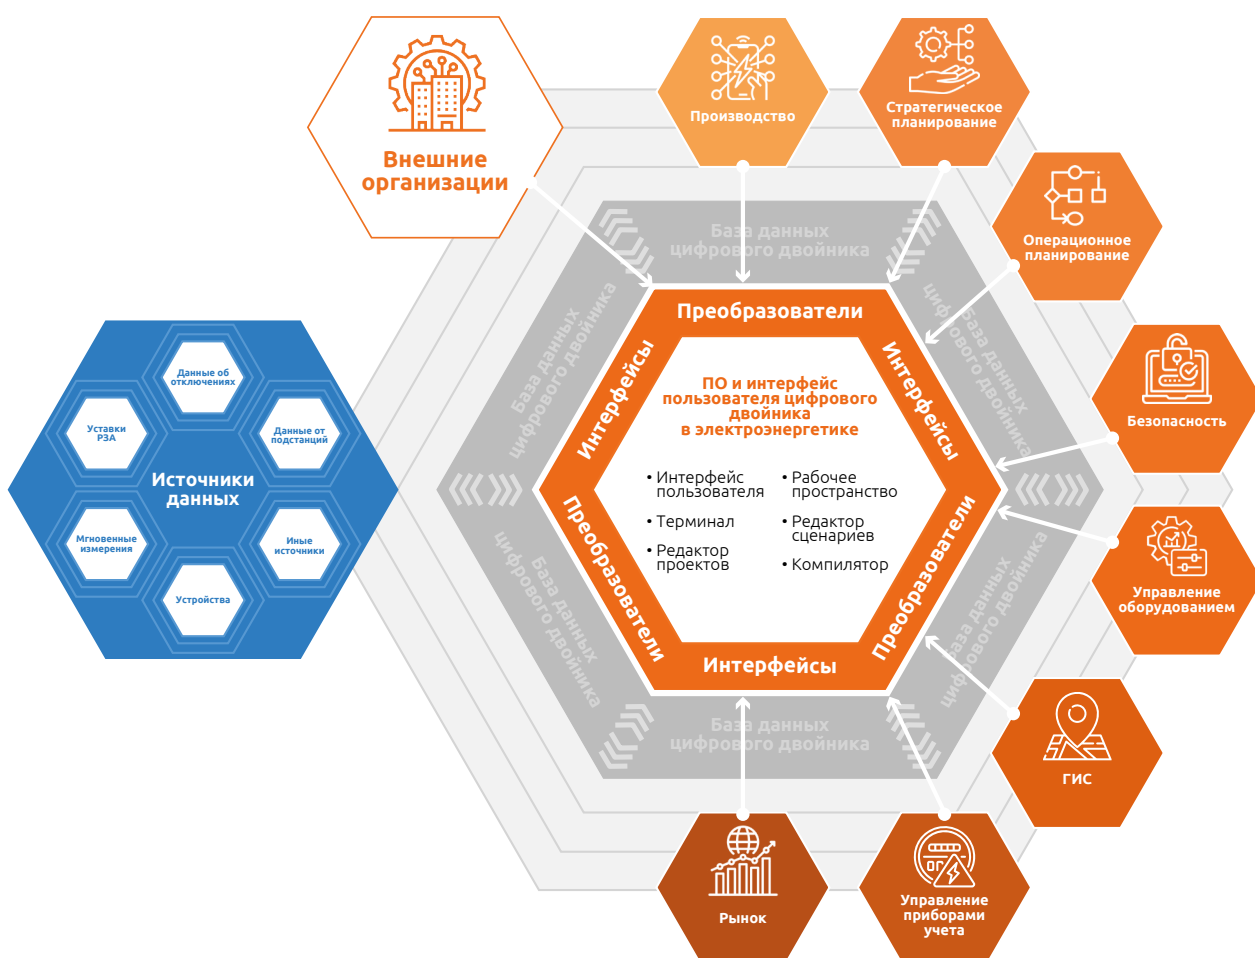 Внешние
организации
Производство
Стратегическое
планирование
Операционное
планирование
Безопасность
Управление
оборудованием
ГИС
Управление
приборами
учета
Рынок
Источники
данных
Данные об
отключениях
Уставки
РЗА
Данные от
подстанций
Мгновенные
измерения
Иные
источники
Устройства
База данных
цифрового двойника
База данных
цифрового двойника
База данных
цифрового двойника
База данных
цифрового двойника
База данных
цифрового двойника
База данных
цифрового двойника
Преобразователи
Интерфейсы
Интерфейсы
Преобразователи
Преобразователи
Интерфейсы
ПО и интерфейс
пользователя цифрового
двойника
в электроэнергетике
• Интерфейс
пользователя
• Терминал
• Редактор
проектов
• Рабочее
пространство
• Редактор
сценариев
• Компилятор